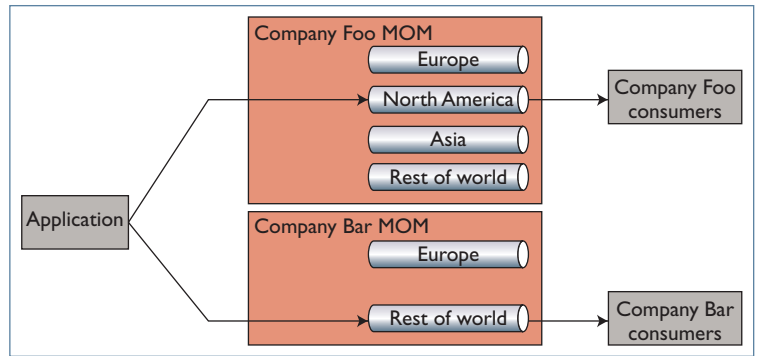 Company Foo MOM
Europe
North America
Asia
Rest of world
Company Foo
consumers
Application
Company Bar MOM
Europe
Rest of world
Company Bar
consumers